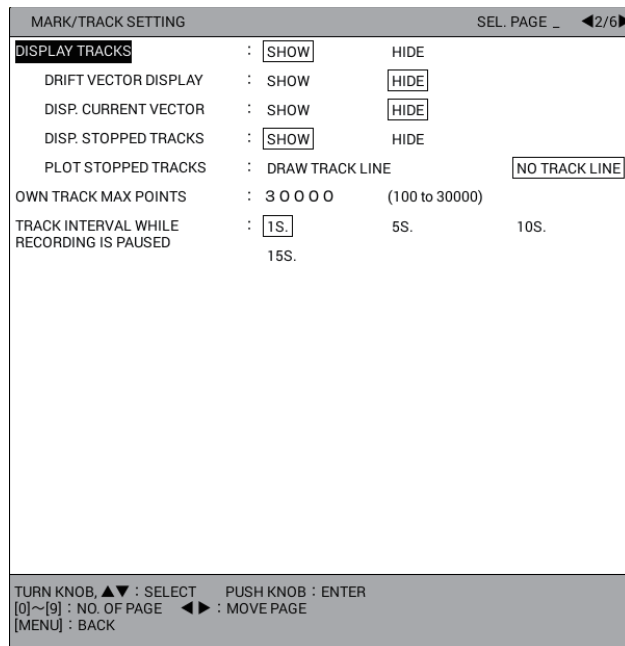 MARK/TRACK SETTING SEL. PAGE _ ◀2/6▶
DISPLAY TRACKS : SHOW HIDE
DRIFT VECTOR DISPLAY : SHOW HIDE
DISP. CURRENT VECTOR : SHOW HIDE
DISP. STOPPED TRACKS : SHOW HIDE
PLOT STOPPED TRACKS : DRAW TRACK LINE NO TRACK LINE
OWN TRACK MAX POINTS : 30000 (100 to 30000)
TRACK INTERVAL WHILE : 1S. 5S. 10S.
RECORDING IS PAUSED
15S.
TURN KNOB, ▲▼ : SELECT PUSH KNOB : ENTER
[0]～[9] : NO. OF PAGE ◀ ▶ : MOVE PAGE
[MENU] : BACK